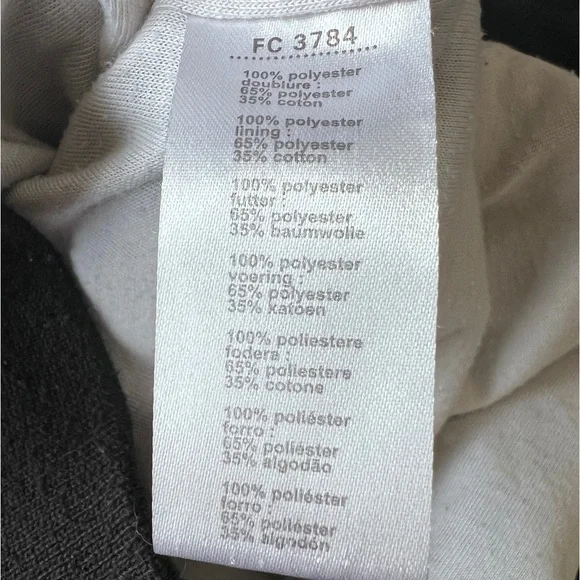 FC 3784
100% polyester
doublure :
65% polyester
35% coton
100% polyester
lining :
65% polyester
35% cotton
100% polyester
futter :
65% polyester
35% baumwolle
100% polyester
voering :
65% polyester
35% katoen
100% poliestere
fodera :
65% poliestere
35% cotone
100% poliéster
forro :
65% poliéster
35% algodão
100% poliéster
forro :
65% poliéster
35% algodón